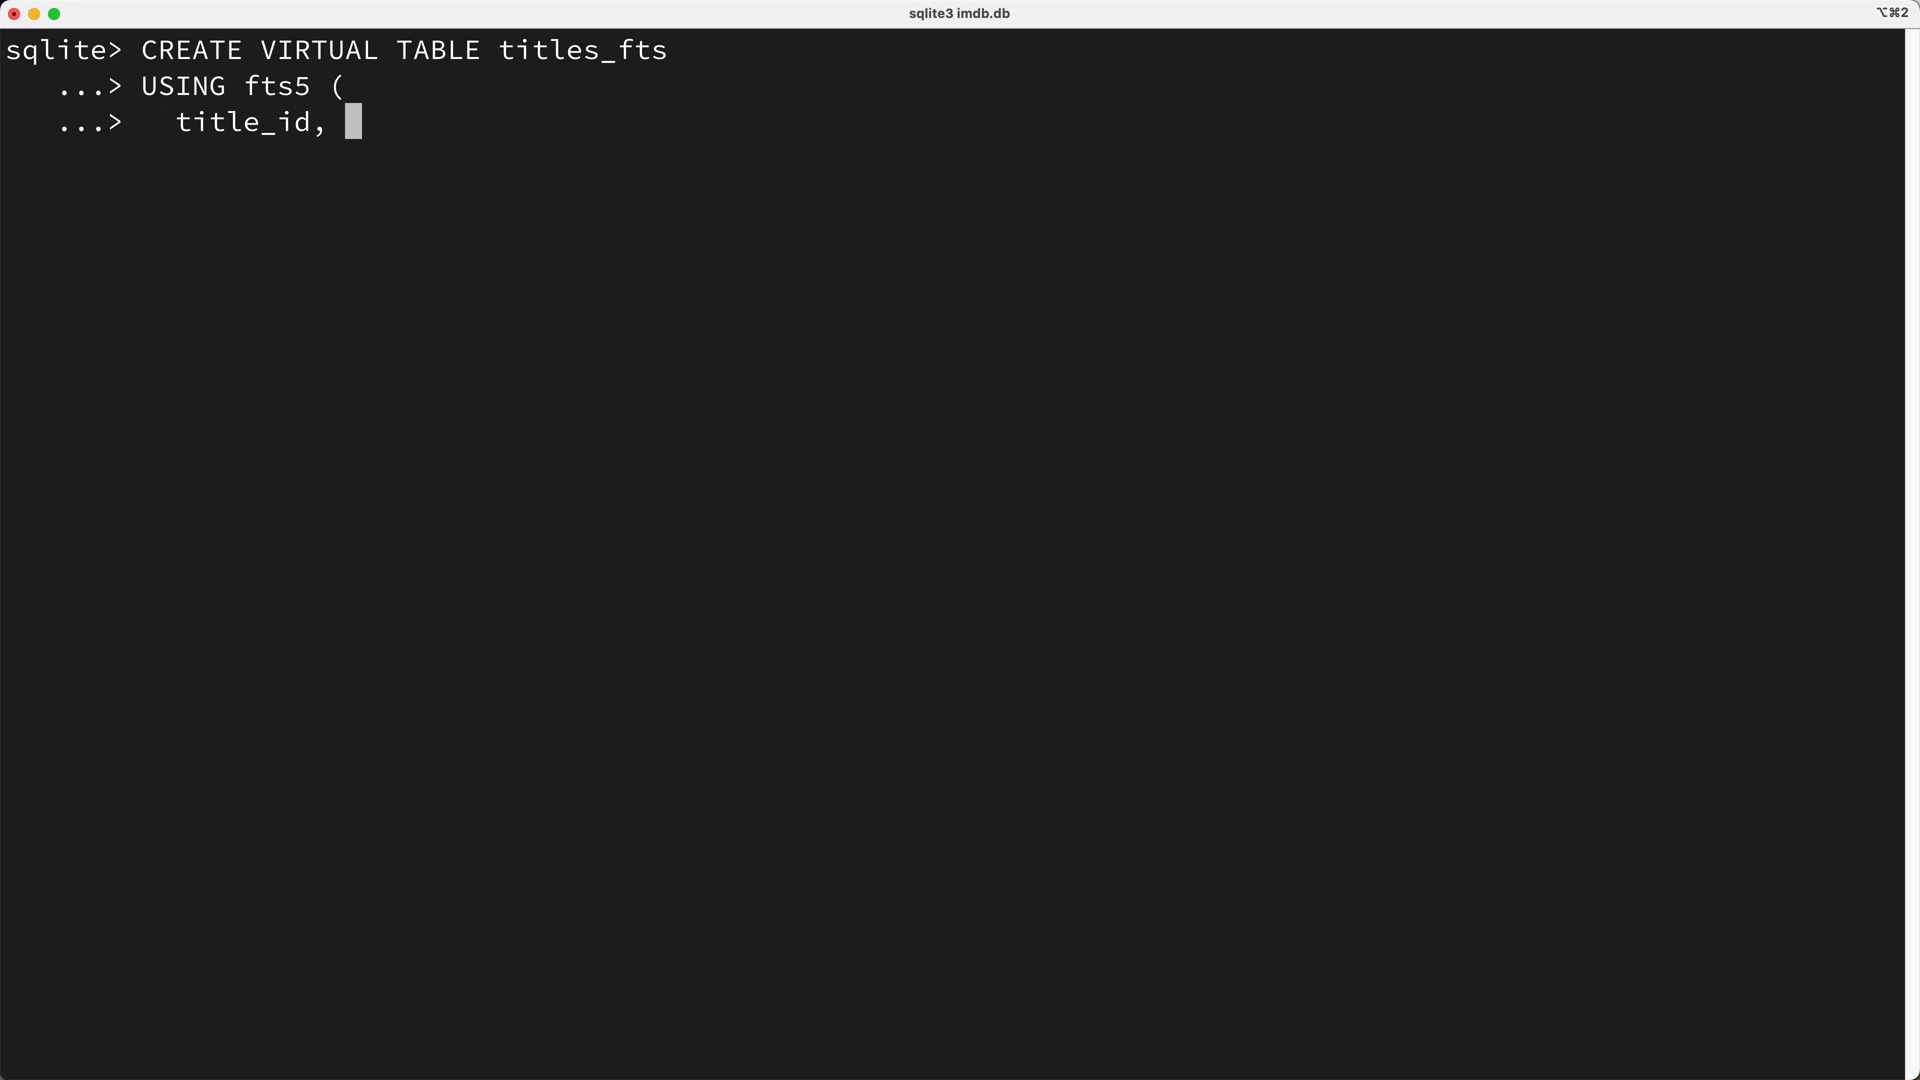 sqlite3 imdb.db
⌥⌘2
sqlite> CREATE VIRTUAL TABLE titles_fts
...> USING fts5 (
...>   title_id,